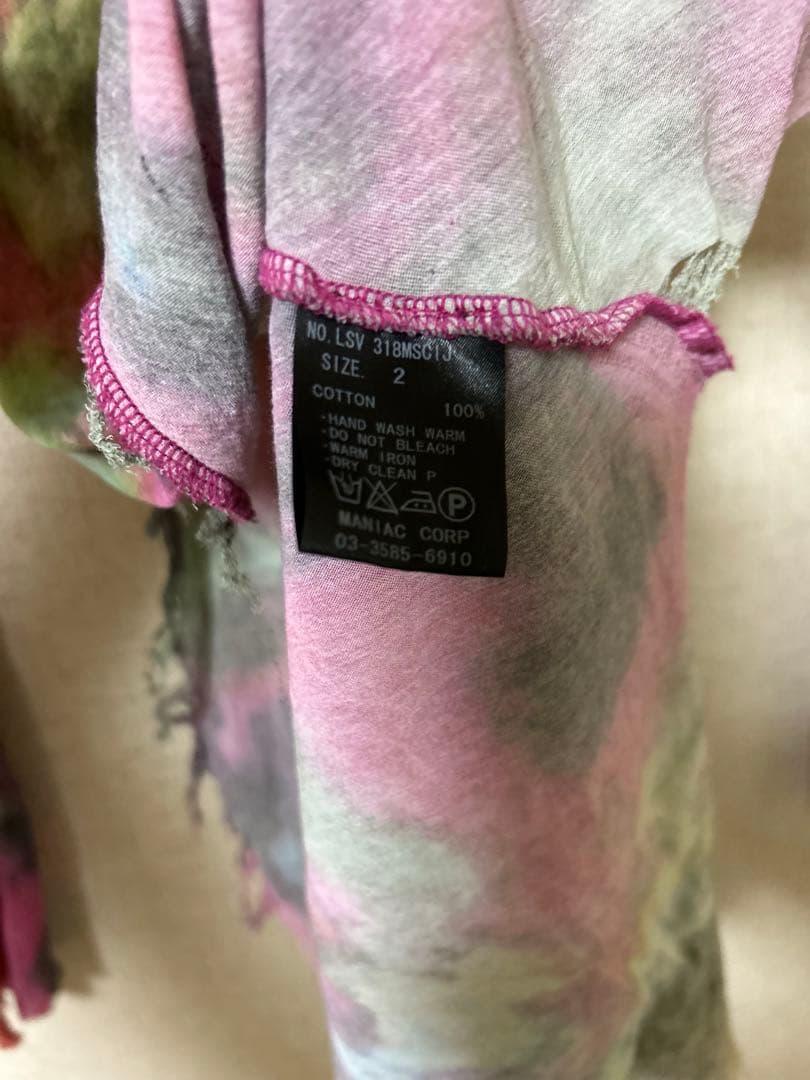 NO. LSV 318MSC1J
SIZE. 2
COTTON 100%
・HAND WASH WARM
・DO NOT BLEACH
・WARM IRON
・DRY CLEAN P
P
MANIAC CORP
03-3585-6910